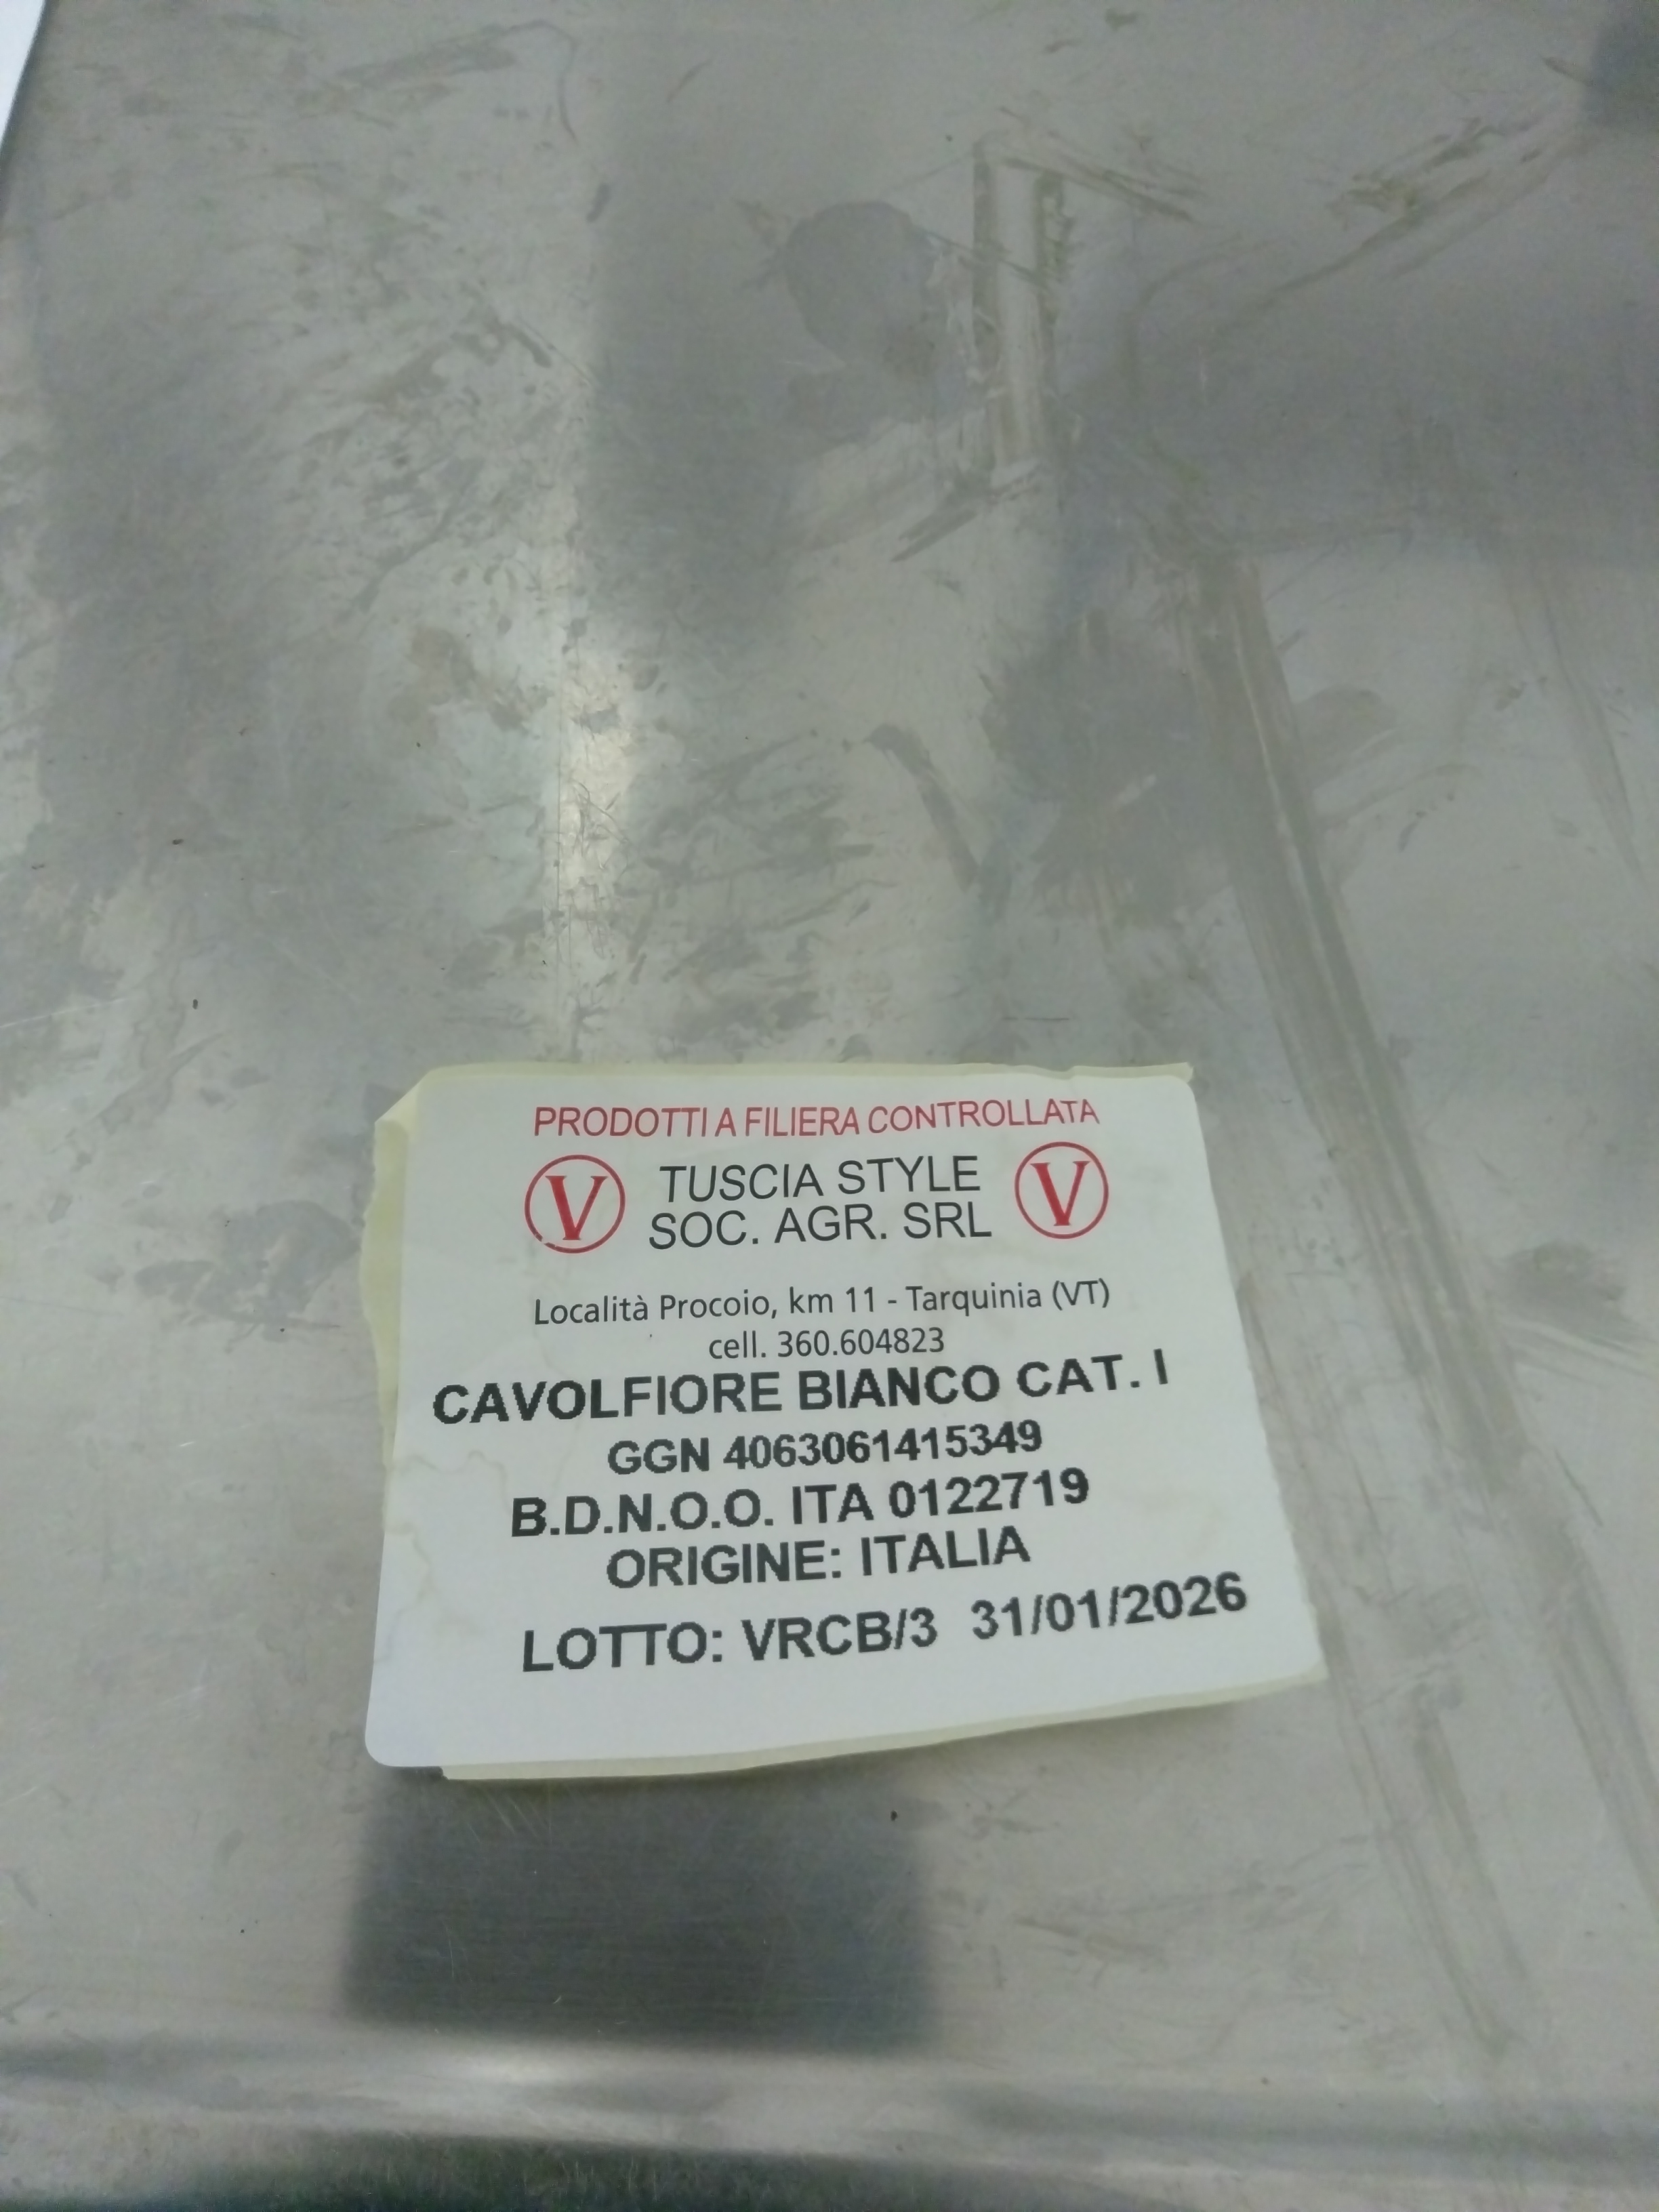 PRODOTTI A FILIERA CONTROLLATA
V TUSCIA STYLE V
SOC. AGR. SRL
Località Procoio, km 11 - Tarquinia (VT)
cell. 360.604823
CAVOLFIORE BIANCO CAT. I
GGN 4063061415349
B.D.N.O.O. ITA 0122719
ORIGINE: ITALIA
LOTTO: VRCB/3 31/01/2026